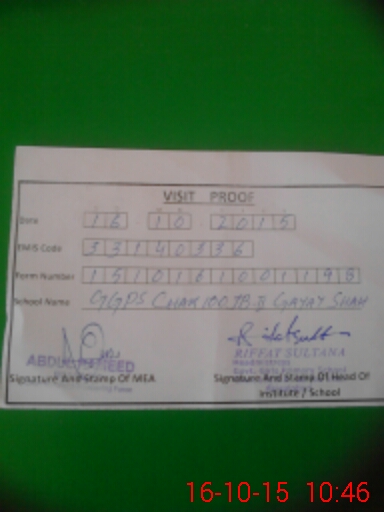 VISIT PROOF
Date 16 10 2015
EMIS Code 33140336
Form Number 1510161001198
School Name GGPS CHAK 100 JB-II GAYAY SHAH
ABDUL
RIFFAT SULTANA
Signature And Stamp Of MEA
Signature And Stamp Of Head Of
Institute / School
16-10-15 10:46